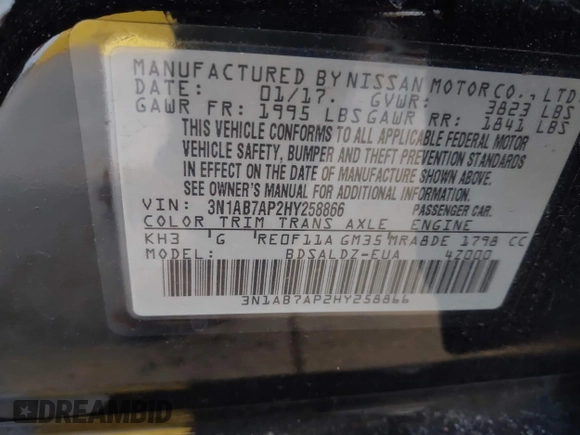 MANUFACTURED BY NISSAN MOTOR CO., LTD
DATE: 01/17. GVWR: 3823 LBS
GAWR FR: 1995 LBS GAWR RR: 1841 LBS
THIS VEHICLE CONFORMS TO ALL APPLICABLE FEDERAL MOTOR
VEHICLE SAFETY, BUMPER AND THEFT PREVENTION STANDARDS
IN EFFECT ON THE DATE OF MANUFACTURE SHOWN ABOVE.
SEE OWNER'S MANUAL FOR ADDITIONAL INFORMATION.
VIN: 3N1AB7AP2HY258866 PASSENGER CAR.
COLOR TRIM TRANS AXLE ENGINE
KH3 'G 'RE0F11A GM35 'MRA8DE 1798 CC
MODEL: BDSALDZ-EUA 4Z000
3N1AB7AP2HY258866
DREAMBID